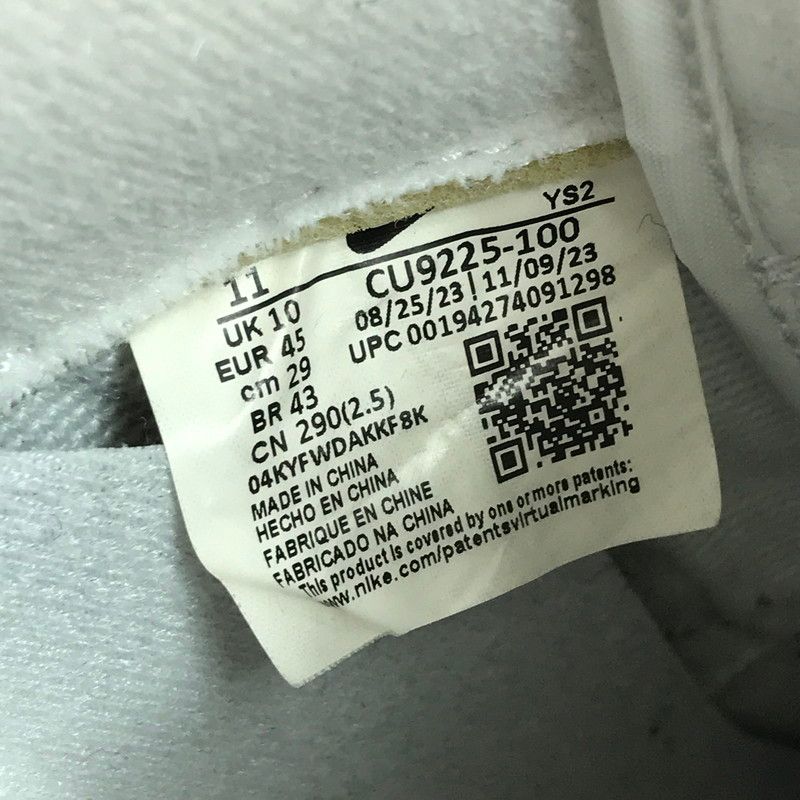 YS2
11 CU9225-100
UK 10 08/25/23 | 11/09/23
EUR 45 UPC 00194274091298
cm 29
BR 43
CN 290(2.5)
04KYFWDAKKF8K
MADE IN CHINA
HECHO EN CHINA
FABRIQUE EN CHINE
FABRICADO NA CHINA
This product is covered by one or more patents:
www.nike.com/patentsvirtualmarking